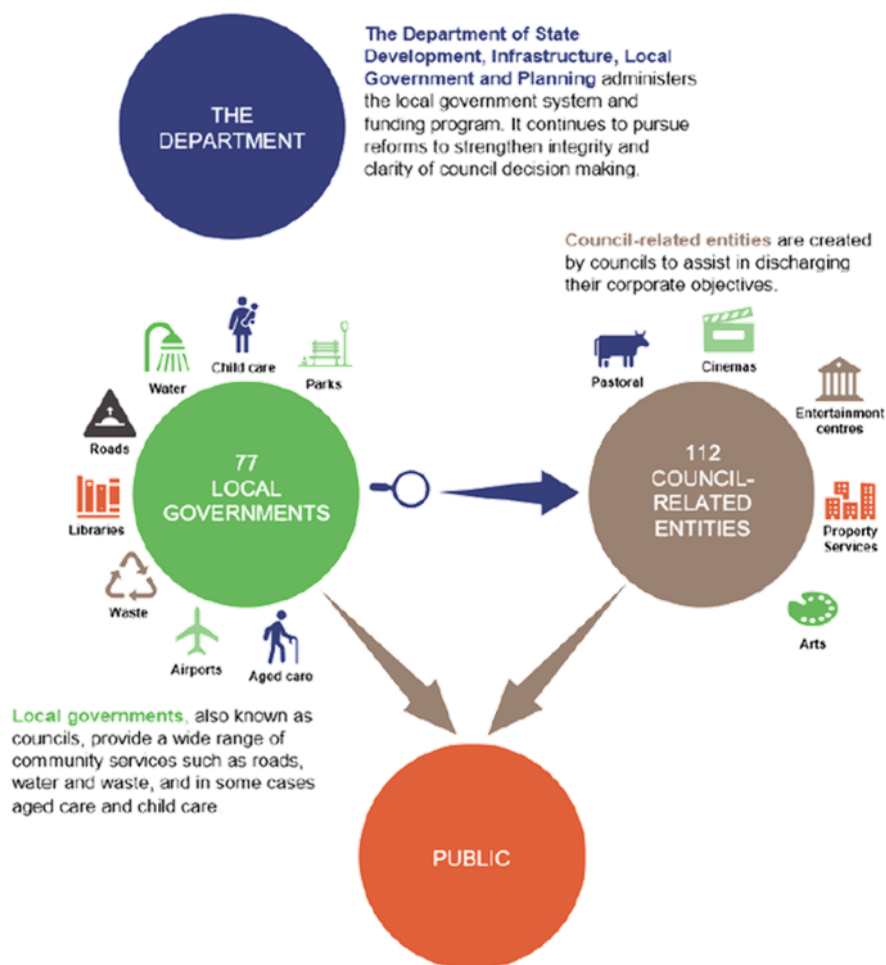 THE
DEPARTMENT
The Department of State
Development, Infrastructure, Local
Government and Planning administers
the local government system and
funding program. It continues to pursue
reforms to strengthen integrity and
clarity of council decision making.
Council-related entities are created
by councils to assist in discharging
their corporate objectives.
Water
Child care
Parks
Roads
Libraries
Waste
Airports
Aged care
77
LOCAL
GOVERNMENTS
Pastoral
Cinemas
Entertainment
centres
Property
Services
Arts
112
COUNCIL-
RELATED
ENTITIES
Local governments, also known as
councils, provide a wide range of
community services such as roads,
water and waste, and in some cases
aged care and child care.
PUBLIC